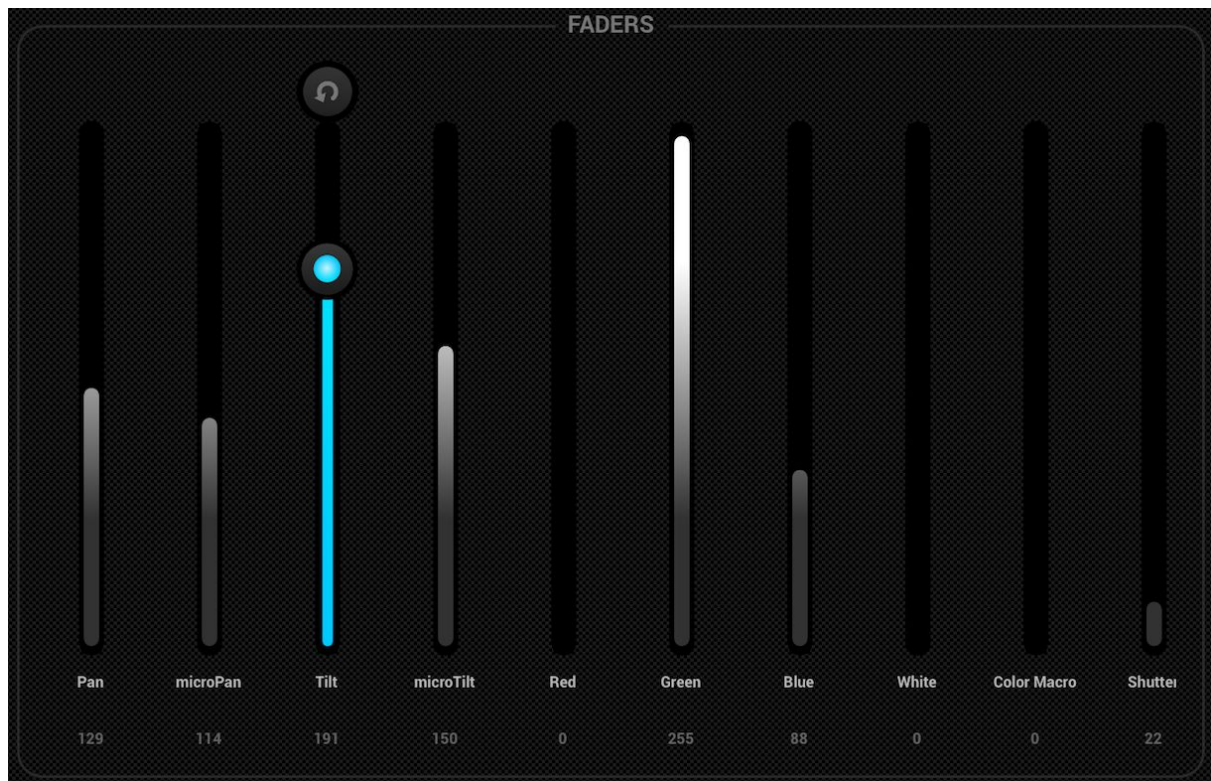 FADERS
Pan microPan Tilt microTilt Red Green Blue White Color Macro Shutter
129 114 191 150 0 255 88 0 0 22